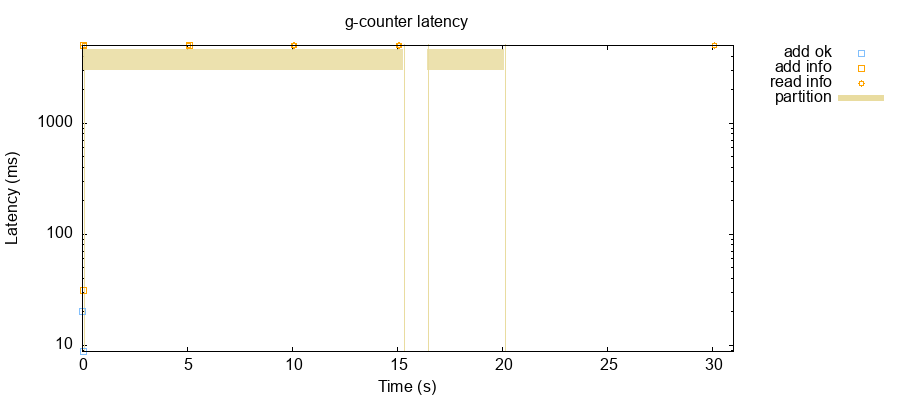 g-counter latency
add ok
add info
read info
partition
1000
100
10
Latency (ms)
0 5 10 15 20 25 30
Time (s)